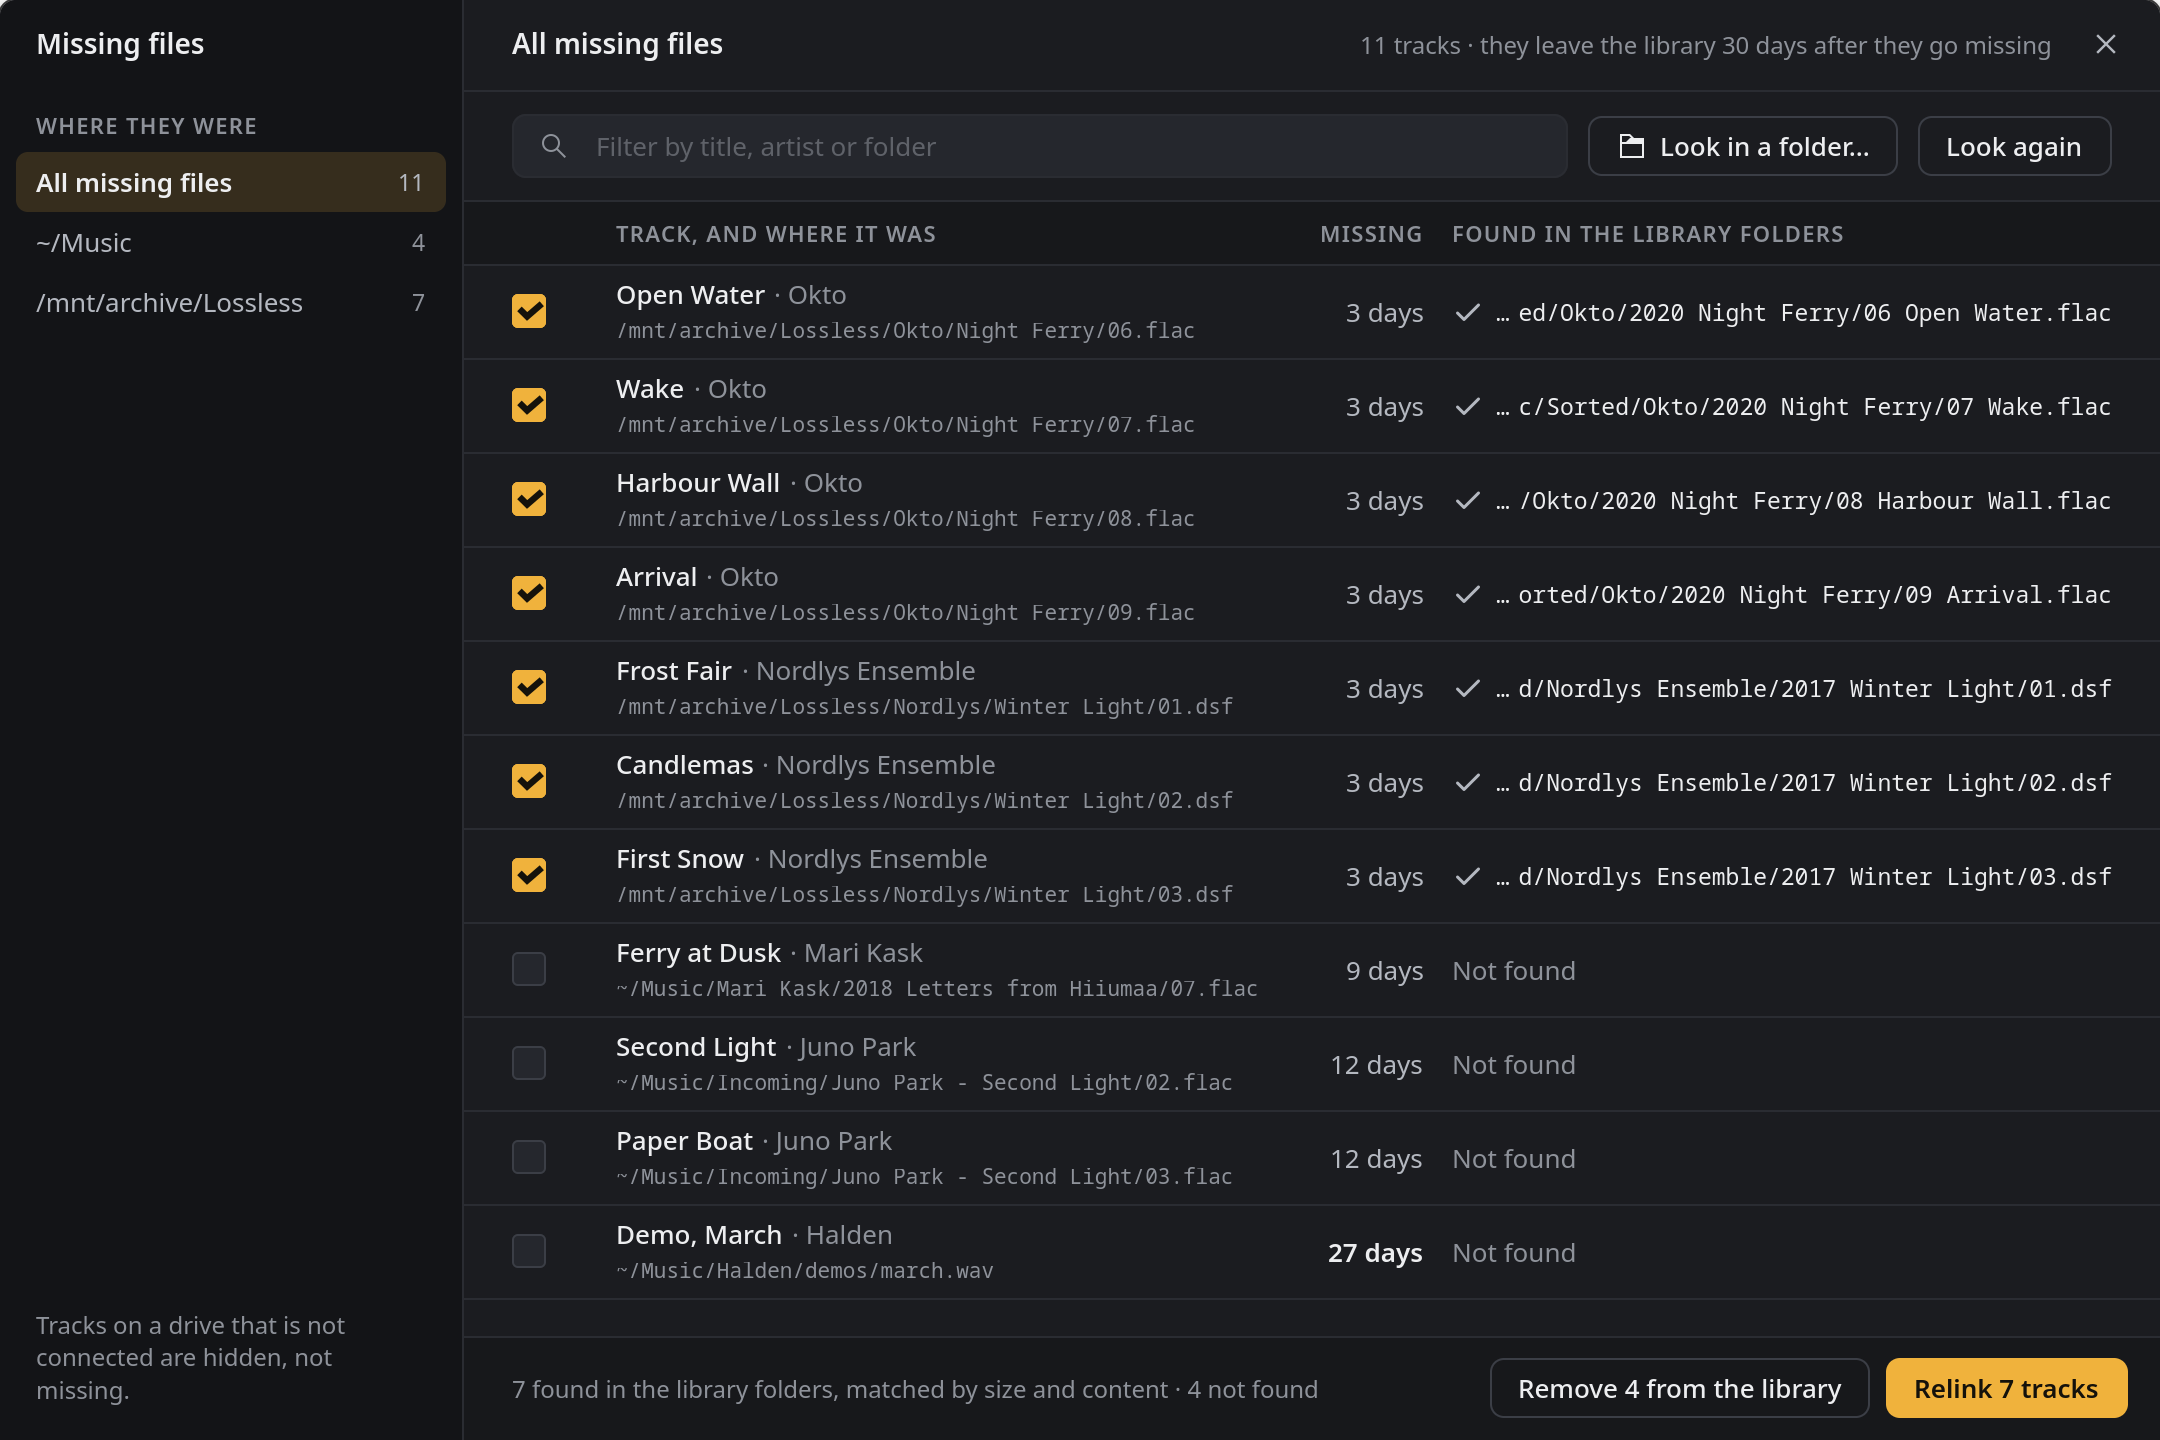 Missing files
WHERE THEY WERE
All missing files 11
~/Music 4
/mnt/archive/Lossless 7
Tracks on a drive that is not
connected are hidden, not
missing.
All missing files
11 tracks · they leave the library 30 days after they go missing
Filter by title, artist or folder
Look in a folder...
Look again
TRACK, AND WHERE IT WAS MISSING FOUND IN THE LIBRARY FOLDERS
Open Water · Okto
/mnt/archive/Lossless/Okto/Night Ferry/06.flac
3 days … ed/Okto/2020 Night Ferry/06 Open Water.flac
Wake · Okto
/mnt/archive/Lossless/Okto/Night Ferry/07.flac
3 days … c/Sorted/Okto/2020 Night Ferry/07 Wake.flac
Harbour Wall · Okto
/mnt/archive/Lossless/Okto/Night Ferry/08.flac
3 days … /Okto/2020 Night Ferry/08 Harbour Wall.flac
Arrival · Okto
/mnt/archive/Lossless/Okto/Night Ferry/09.flac
3 days … orted/Okto/2020 Night Ferry/09 Arrival.flac
Frost Fair · Nordlys Ensemble
/mnt/archive/Lossless/Nordlys/Winter Light/01.dsf
3 days … d/Nordlys Ensemble/2017 Winter Light/01.dsf
Candlemas · Nordlys Ensemble
/mnt/archive/Lossless/Nordlys/Winter Light/02.dsf
3 days … d/Nordlys Ensemble/2017 Winter Light/02.dsf
First Snow · Nordlys Ensemble
/mnt/archive/Lossless/Nordlys/Winter Light/03.dsf
3 days … d/Nordlys Ensemble/2017 Winter Light/03.dsf
Ferry at Dusk · Mari Kask
~/Music/Mari Kask/2018 Letters from Hiiumaa/07.flac
9 days Not found
Second Light · Juno Park
~/Music/Incoming/Juno Park - Second Light/02.flac
12 days Not found
Paper Boat · Juno Park
~/Music/Incoming/Juno Park - Second Light/03.flac
12 days Not found
Demo, March · Halden
~/Music/Halden/demos/march.wav
27 days Not found
7 found in the library folders, matched by size and content · 4 not found
Remove 4 from the library
Relink 7 tracks